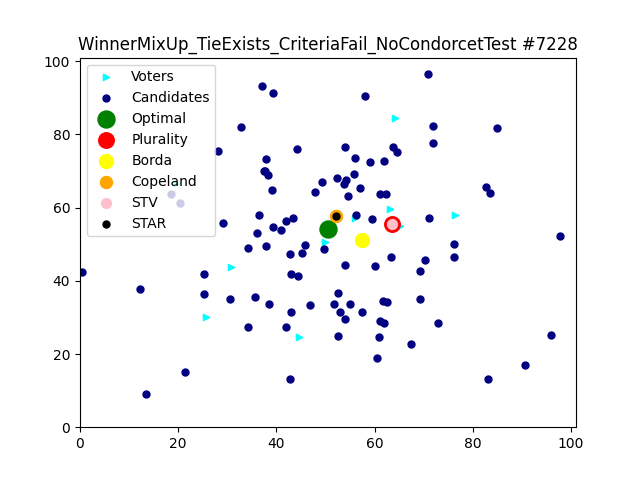 WinnerMixUp_TieExists_CriteriaFail_NoCondorcetTest #7228
100
80
60
40
20
0
0
20
40
60
80
100
Voters
Candidates
Optimal
Plurality
Borda
Copeland
STV
STAR